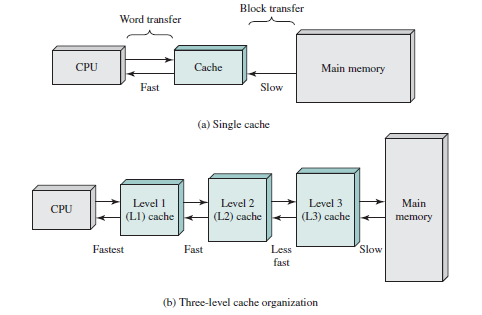 Block transfer
Word transfer
CPU
Cache
Main memory
Fast
Slow
(a) Single cache
CPU
Level 1
(L1) cache
Level 2
(L2) cache
Level 3
(L3) cache
Main
memory
Fastest
Fast
Less
fast
Slow
(b) Three-level cache organization